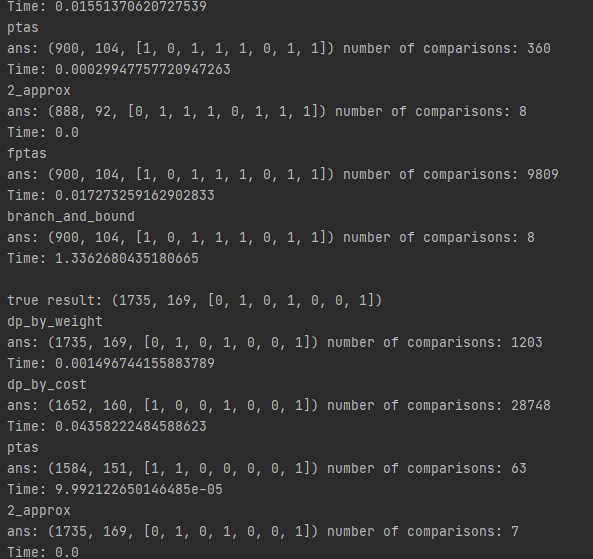 Time: 0.01551370620727539
ptas
ans: (900, 104, [1, 0, 1, 1, 1, 0, 1, 1]) number of comparisons: 360
Time: 0.00029947757720947263
2_approx
ans: (888, 92, [0, 1, 1, 1, 0, 1, 1, 1]) number of comparisons: 8
Time: 0.0
fptas
ans: (900, 104, [1, 0, 1, 1, 1, 0, 1, 1]) number of comparisons: 9809
Time: 0.017273259162902833
branch_and_bound
ans: (900, 104, [1, 0, 1, 1, 1, 0, 1, 1]) number of comparisons: 8
Time: 1.3362680435180665
true result: (1735, 169, [0, 1, 0, 1, 0, 0, 1])
dp_by_weight
ans: (1735, 169, [0, 1, 0, 1, 0, 0, 1]) number of comparisons: 1203
Time: 0.001496744155883789
dp_by_cost
ans: (1652, 160, [1, 0, 0, 1, 0, 0, 1]) number of comparisons: 28748
Time: 0.04358222484588623
ptas
ans: (1584, 151, [1, 1, 0, 0, 0, 0, 1]) number of comparisons: 63
Time: 9.992122650146485e-05
2_approx
ans: (1735, 169, [0, 1, 0, 1, 0, 0, 1]) number of comparisons: 7
Time: 0.0